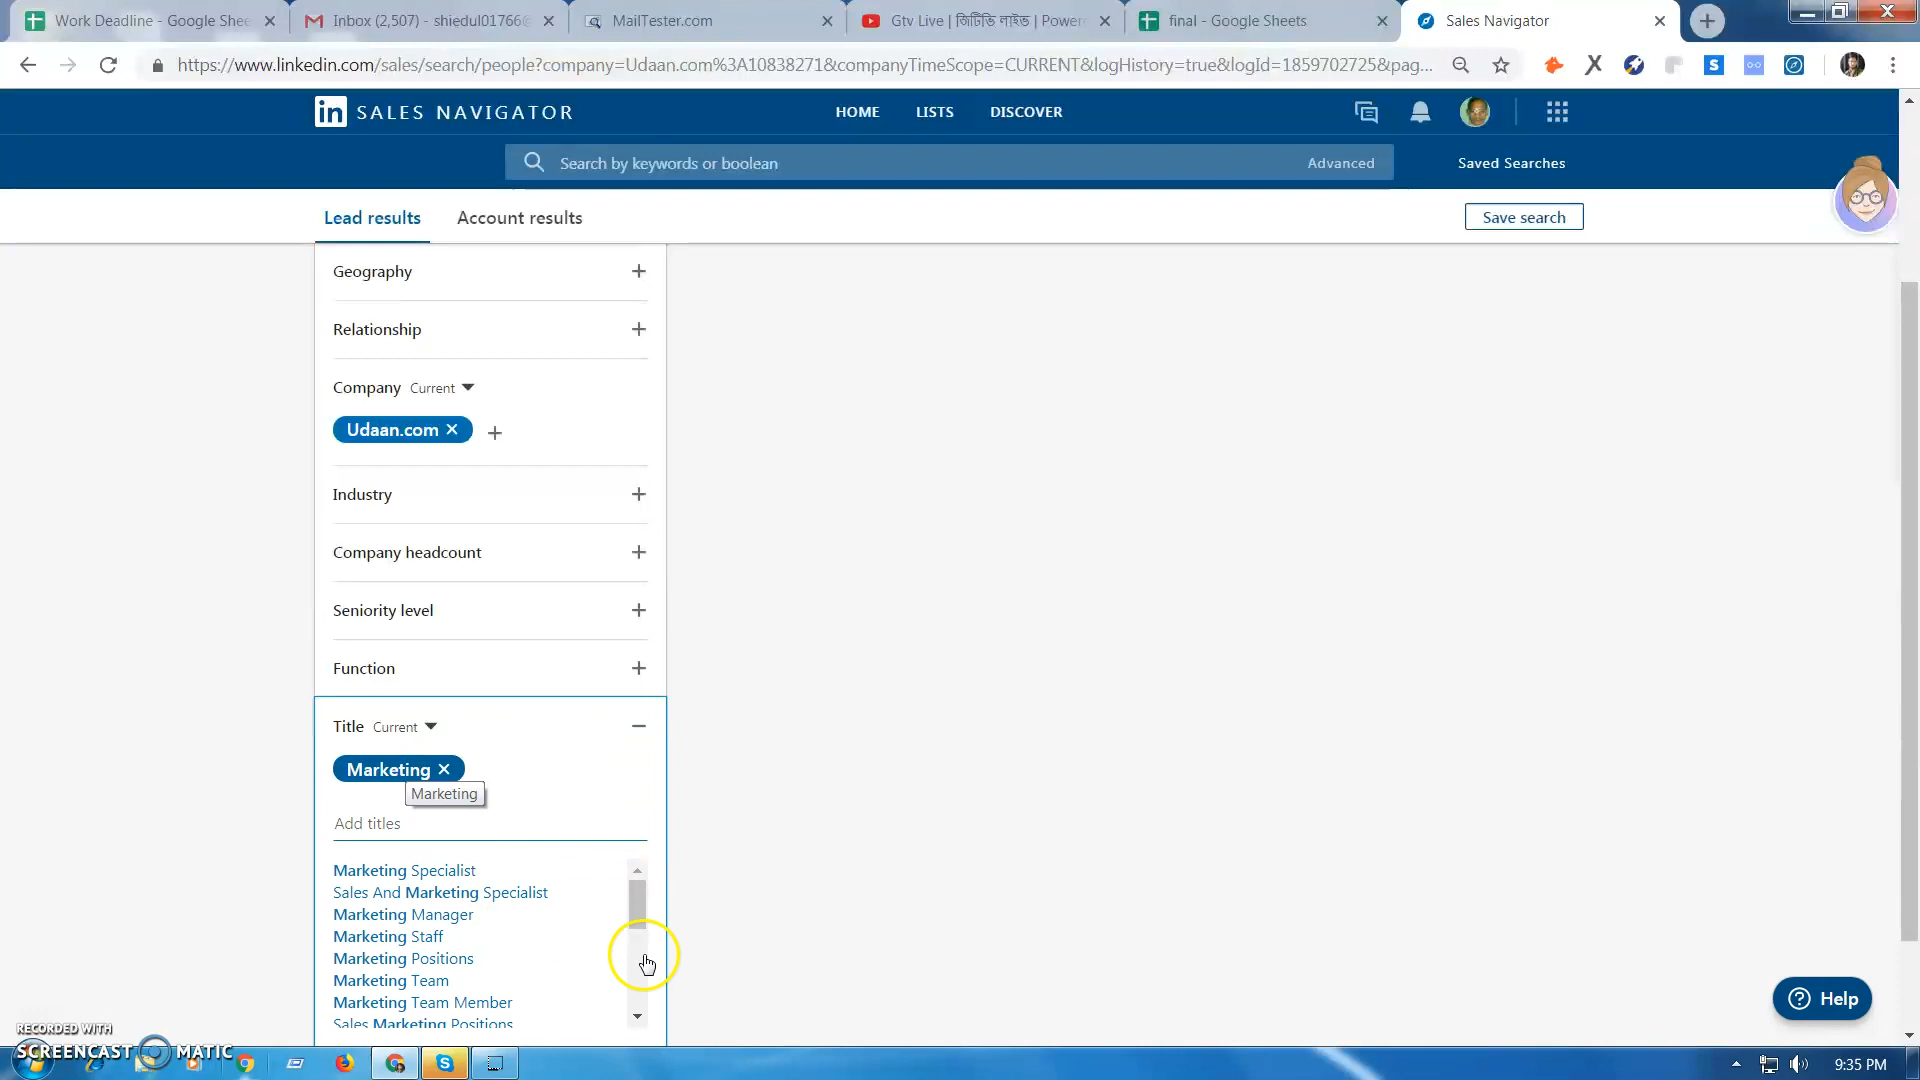 Work Deadline - Google Shee
Inbox (2,507) - shiedul01766@
MailTester.com
Gtv Live | জিটিভি লাইভ | Power
final - Google Sheets
Sales Navigator
https://www.linkedin.com/sales/search/people?company=Udaan.com%3A10838271&companyTimeScope=CURRENT&logHistory=true&logId=1859702725&pag...
in SALES NAVIGATOR
HOME
LISTS
DISCOVER
Search by keywords or boolean
Advanced
Saved Searches
Lead results
Account results
Save search
Geography
Relationship
Company Current
Udaan.com
Industry
Company headcount
Seniority level
Function
Title Current
Marketing
Marketing
Add titles
Marketing Specialist
Sales And Marketing Specialist
Marketing Manager
Marketing Staff
Marketing Positions
Marketing Team
Marketing Team Member
Sales Marketing Positions
Help
RECORDED WITH
SCREENCAST MATIC
9:35 PM